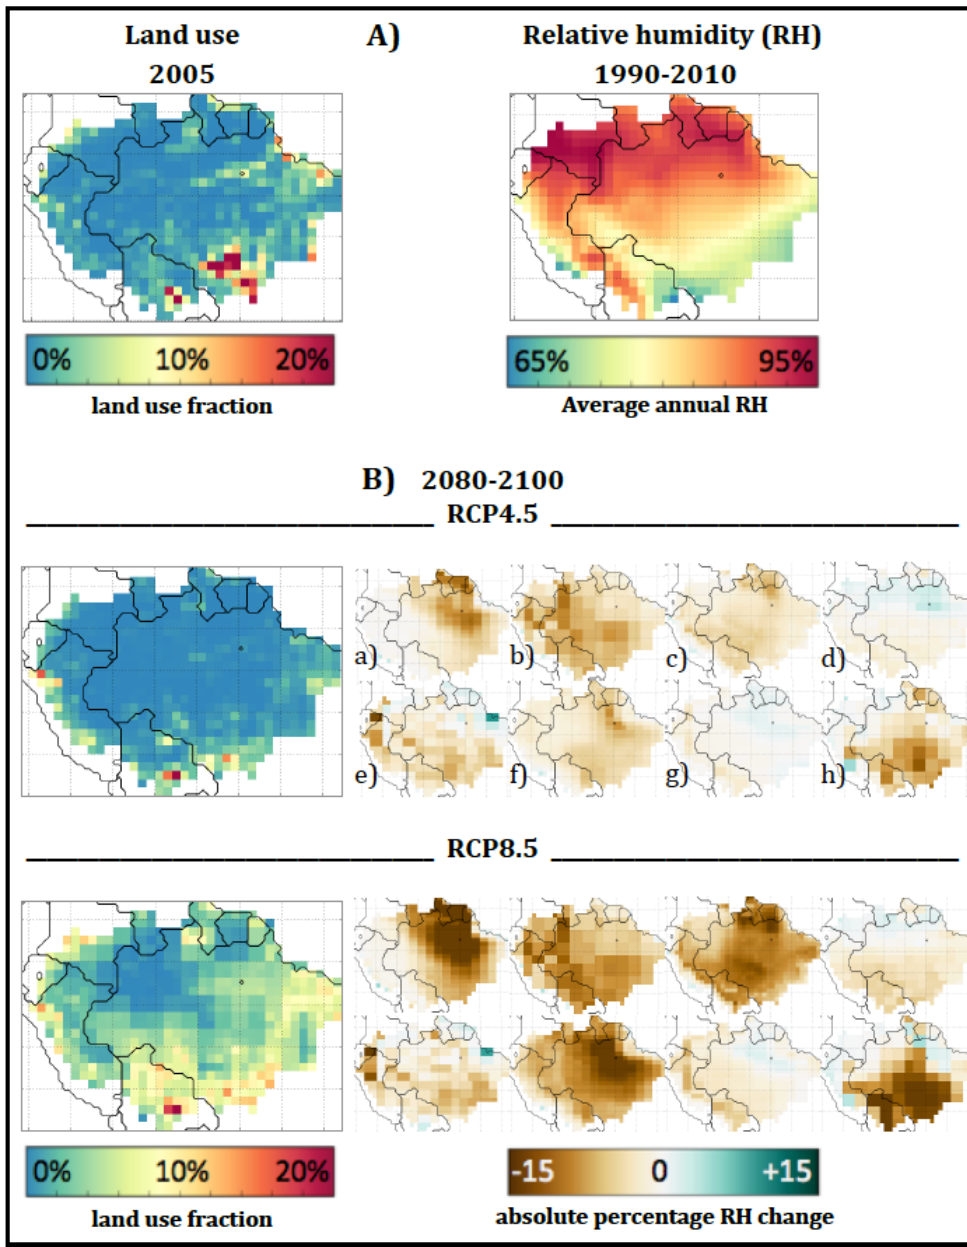 Land use
2005
A)
Relative humidity (RH)
1990-2010
0% 10% 20%
land use fraction
65% 95%
Average annual RH
B) 2080-2100
RCP4.5
a) b) c) d)
e) f) g) h)
RCP8.5
0% 10% 20%
land use fraction
-15 0 +15
absolute percentage RH change